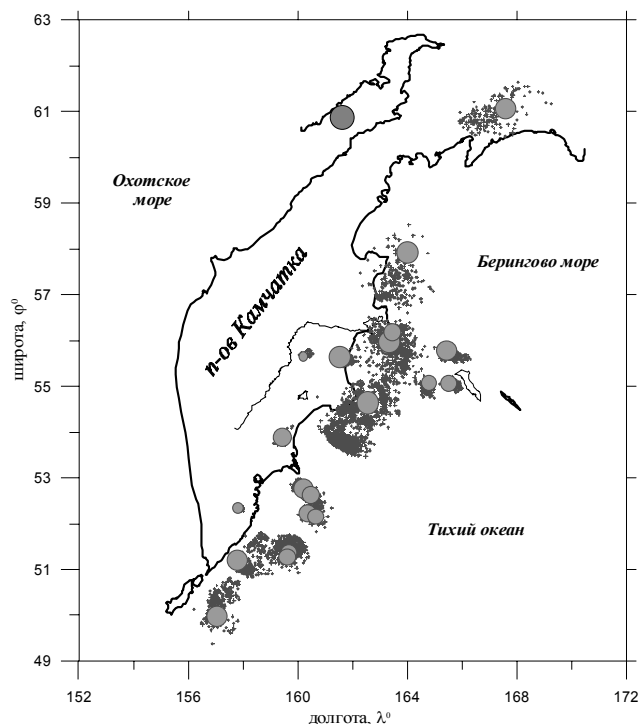 63
61
59
57
55
53
51
49
152
156
160
164
168
172
широта, φ⁰
долгота, λ⁰
Охотское
море
п-ов Камчатка
Берингово море
Тихий океан